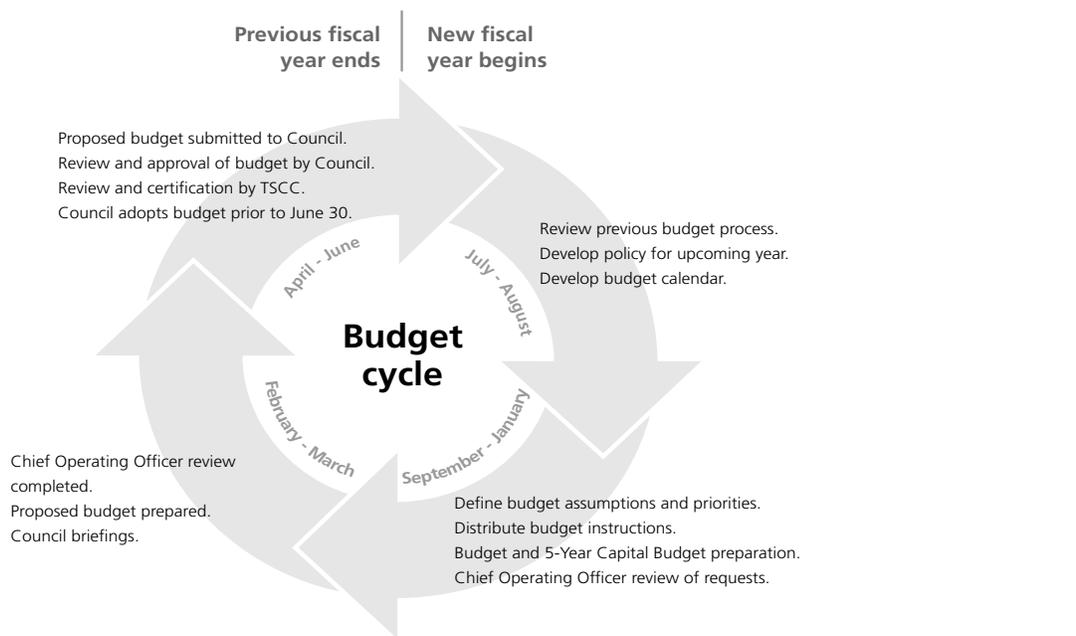 Previous fiscal
year ends
New fiscal
year begins
Proposed budget submitted to Council.
Review and approval of budget by Council.
Review and certification by TSCC.
Council adopts budget prior to June 30.
Review previous budget process.
Develop policy for upcoming year.
Develop budget calendar.
April - June
July - August
Budget
cycle
February - March
September - January
Chief Operating Officer review
completed.
Proposed budget prepared.
Council briefings.
Define budget assumptions and priorities.
Distribute budget instructions.
Budget and 5-Year Capital Budget preparation.
Chief Operating Officer review of requests.